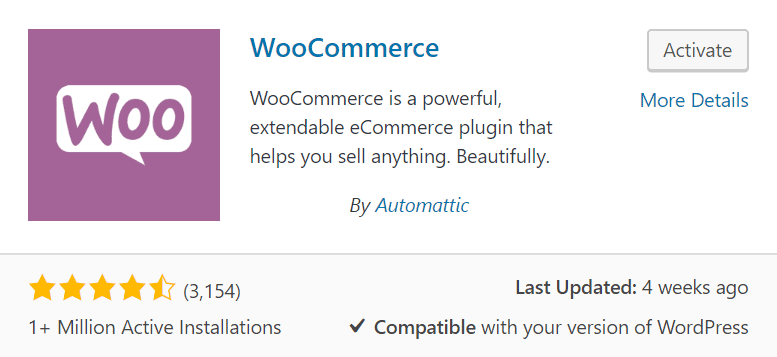 Woo
WooCommerce
Activate
More Details
WooCommerce is a powerful,
extendable eCommerce plugin that
helps you sell anything. Beautifully.
By Automattic
(3,154)
Last Updated: 4 weeks ago
1+ Million Active Installations
Compatible with your version of WordPress